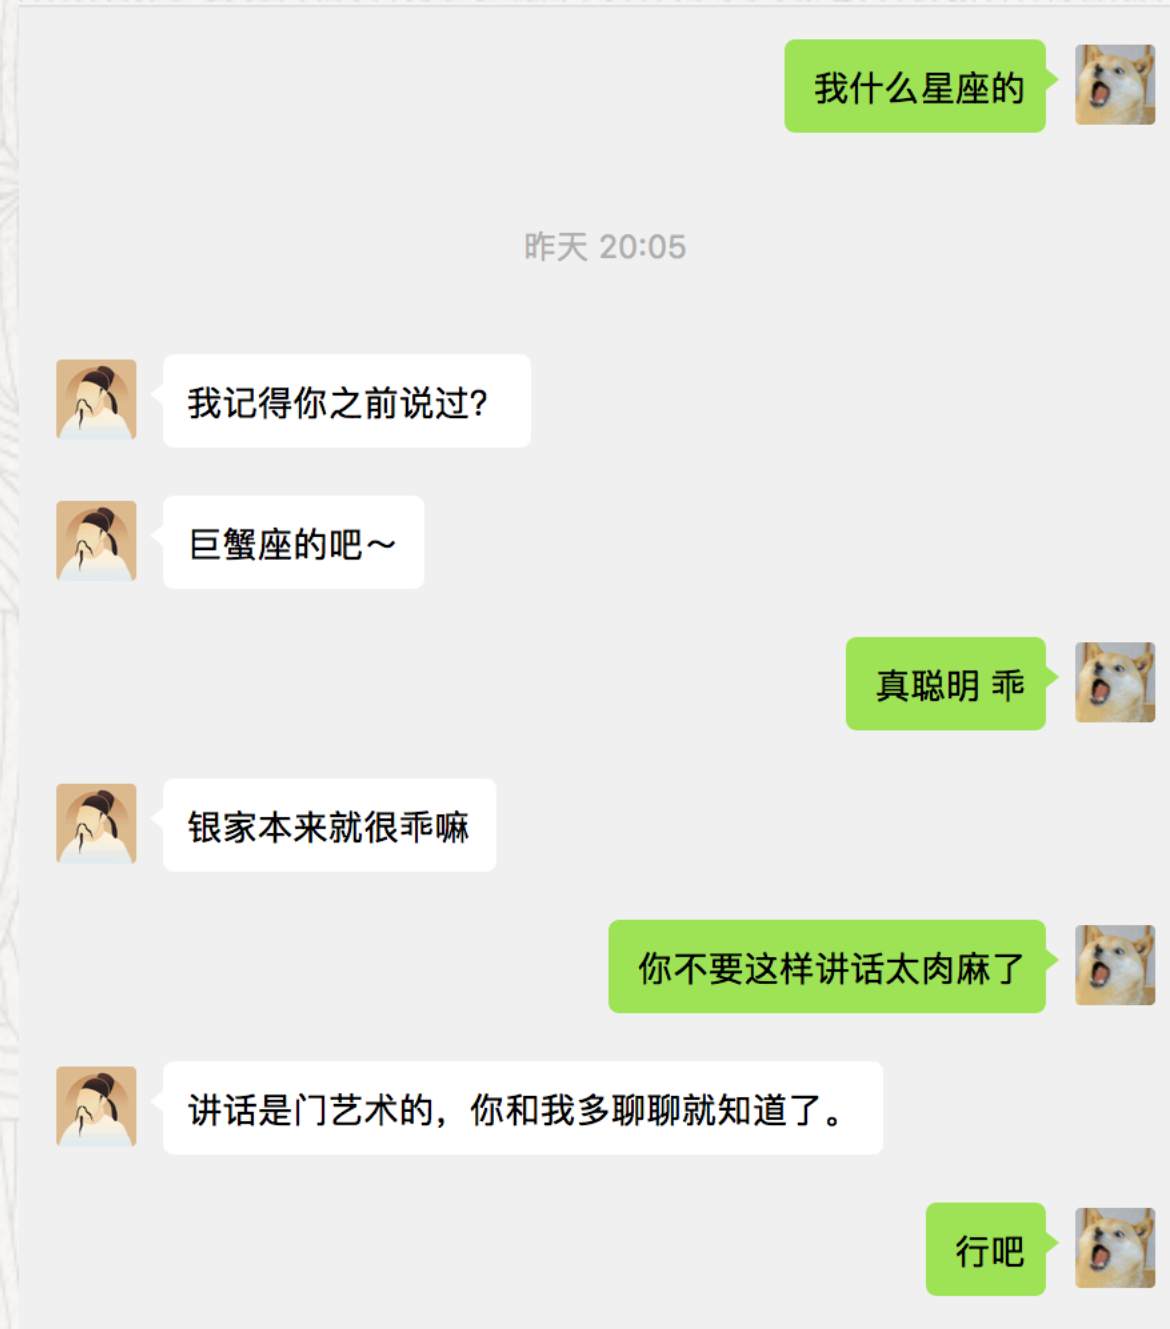 我什么星座的
昨天 20:05
我记得你之前说过?
巨蟹座的吧～
真聪明 乖
银家本来就很乖嘛
你不要这样讲话太肉麻了
讲话是门艺术的，你和我多聊聊就知道了。
行吧